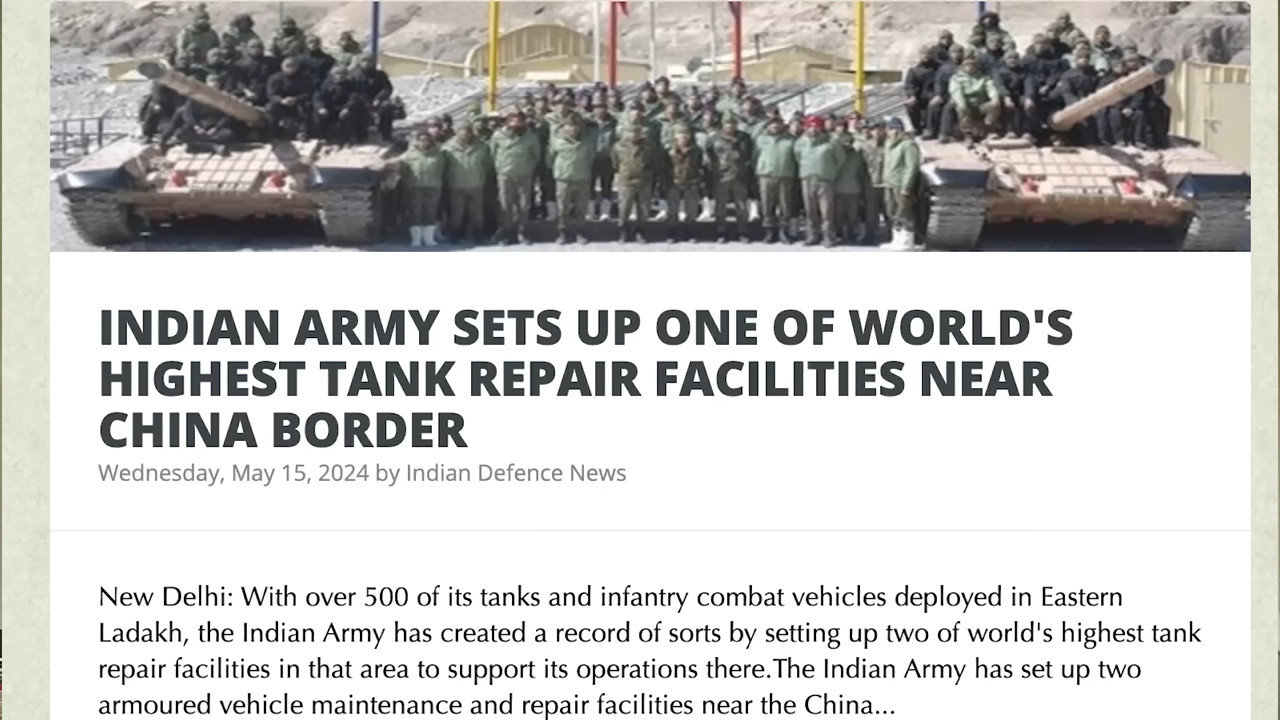 INDIAN ARMY SETS UP ONE OF WORLD'S
HIGHEST TANK REPAIR FACILITIES NEAR
CHINA BORDER
Wednesday, May 15, 2024 by Indian Defence News
New Delhi: With over 500 of its tanks and infantry combat vehicles deployed in Eastern
Ladakh, the Indian Army has created a record of sorts by setting up two of world's highest tank
repair facilities in that area to support its operations there.The Indian Army has set up two
armoured vehicle maintenance and repair facilities near the China...